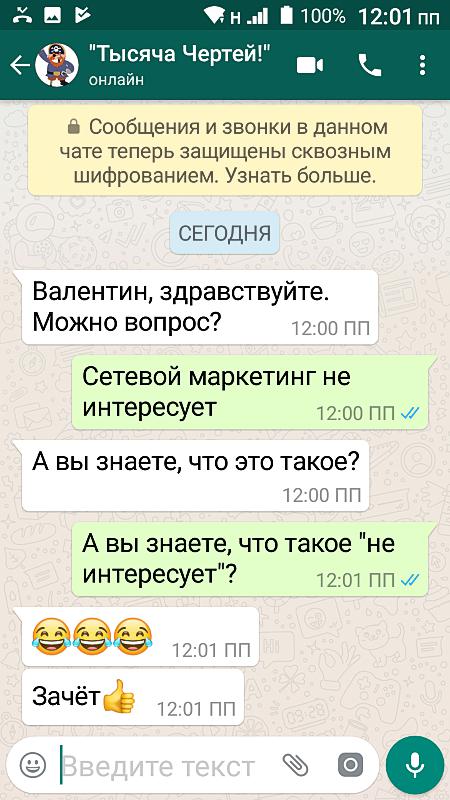 H 100% 12:01 пп
"Тысяча Чертей!"
онлайн
Сообщения и звонки в данном
чате теперь защищены сквозным
шифрованием. Узнать больше.
СЕГОДНЯ
Валентин, здравствуйте.
Можно вопрос?
12:00 ПП
Сетевой маркетинг не
интересует
12:00 ПП
А вы знаете, что это такое?
12:00 ПП
А вы знаете, что такое "не
интересует"?
12:01 ПП
😂😂😂
12:01 ПП
Зачёт👍
12:01 ПП
Введите текст